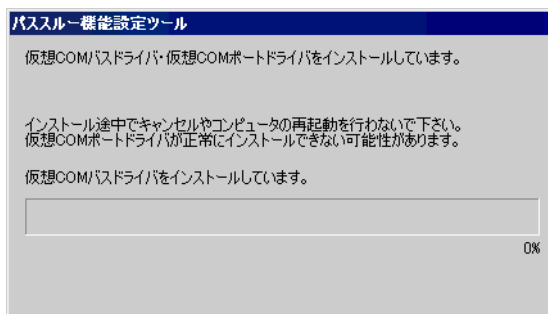 パススルー機能設定ツール
仮想COMバスドライバ・仮想COMポートドライバをインストールしています。
インストール途中でキャンセルやコンピュータの再起動を行わないで下さい。
仮想COMポートドライバが正常にインストールできない可能性があります。
仮想COMバスドライバをインストールしています。
0%